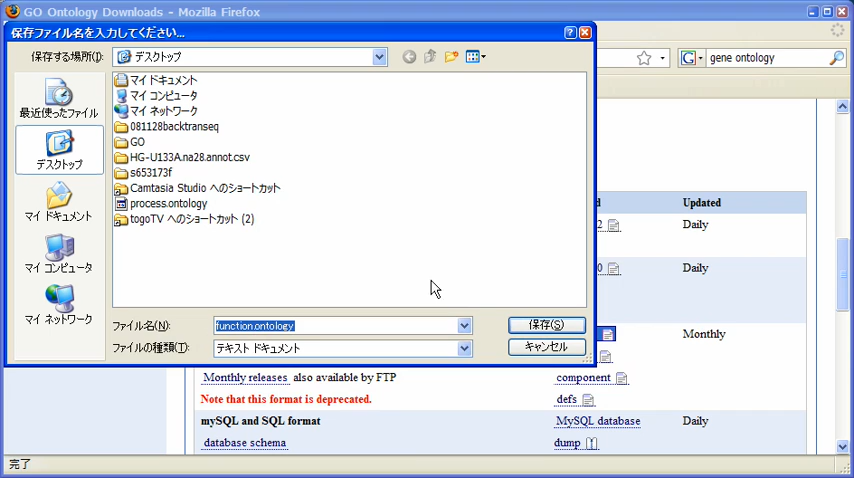 GO Ontology Downloads - Mozilla Firefox
保存ファイル名を入力してください...
保存する場所(I):
デスクトップ
gene ontology
最近使ったファイル
デスクトップ
マイ ドキュメント
マイ コンピュータ
マイ ネットワーク
マイ ドキュメント
マイ コンピュータ
マイ ネットワーク
081128backtranseq
GO
HG-U133A.na28.annot.csv
s653173f
Camtasia Studio へのショートカット
process.ontology
togoTV へのショートカット (2)
ファイル名(N):
function.ontology
保存(S)
ファイルの種類(T):
テキスト ドキュメント
キャンセル
d Updated
2 Daily
0 Daily
Monthly
Monthly releases also available by FTP
component
Note that this format is deprecated.
defs
mySQL and SQL format
MySQL database
Daily
database schema
dump
完了